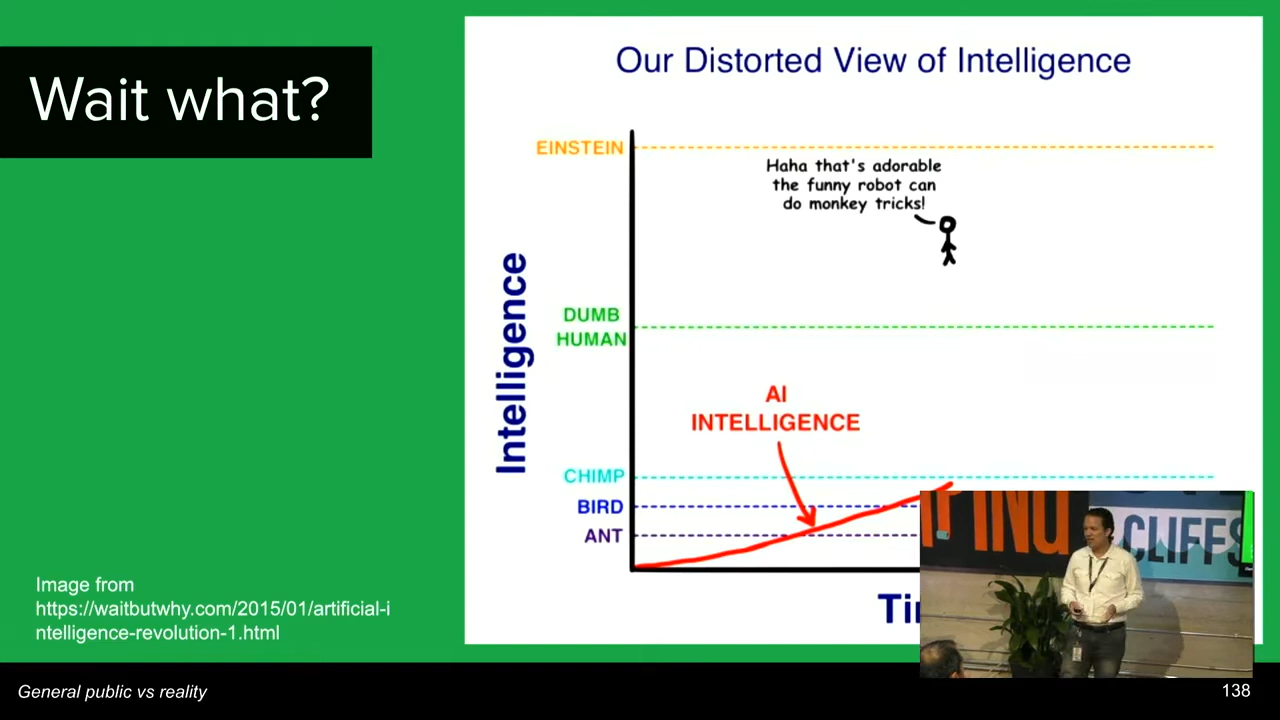 Wait what?
Our Distorted View of Intelligence
EINSTEIN
Haha that's adorable
the funny robot can
do monkey tricks!
DUMB
HUMAN
Intelligence
AI
INTELLIGENCE
CHIMP
BIRD
ANT
PING
CLIFFS
Image from
https://waitbutwhy.com/2015/01/artificial-i
ntelligence-revolution-1.html
General public vs reality
138